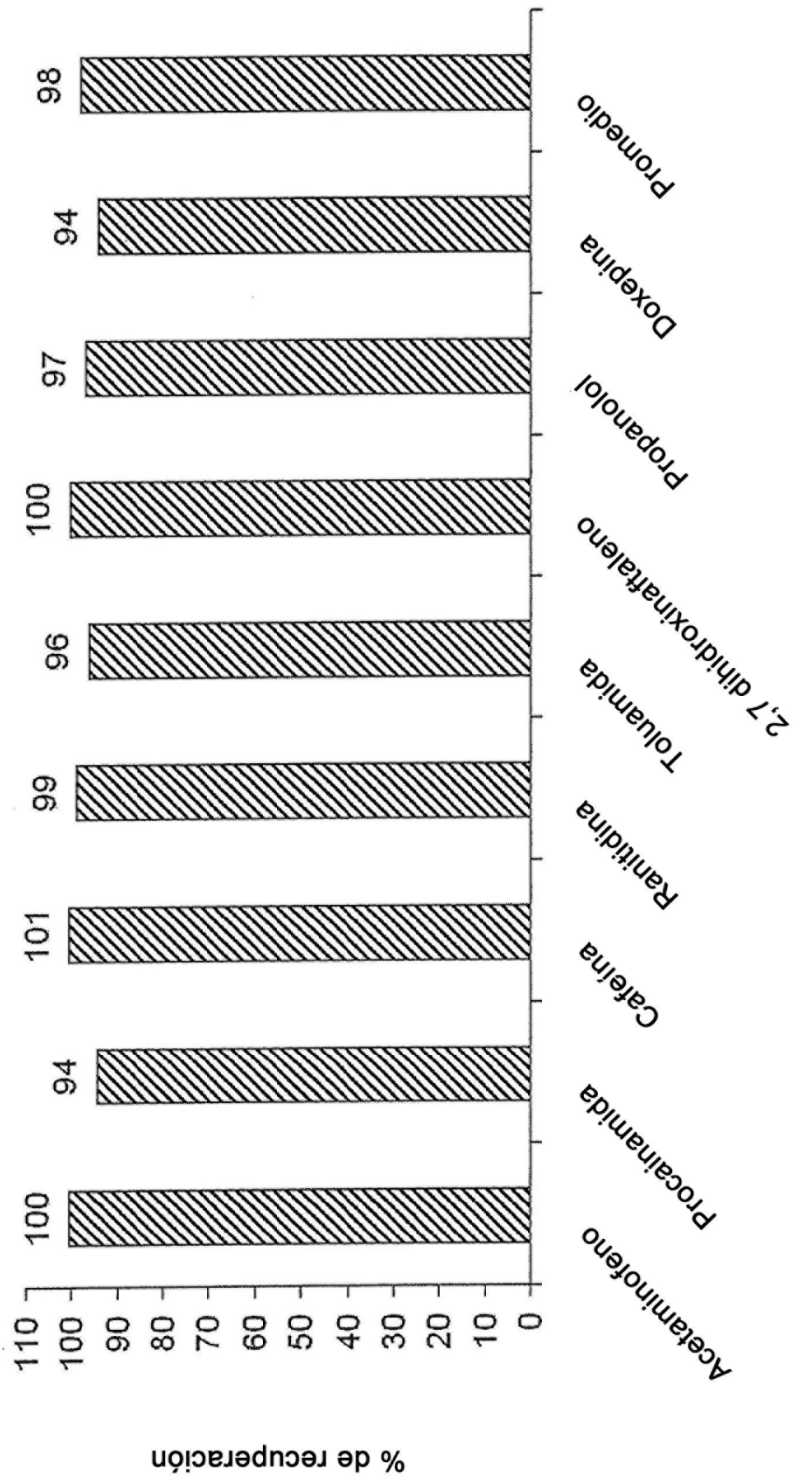 % de recuperación
110
100
90
80
70
60
50
40
30
20
10
0
100
94
101
99
96
100
97
94
98
Acetaminofeno
Procainamida
Cafeína
Ranitidina
Toluamida
2,7 dihidroxinaftaleno
Propanolol
Doxepina
Promedio